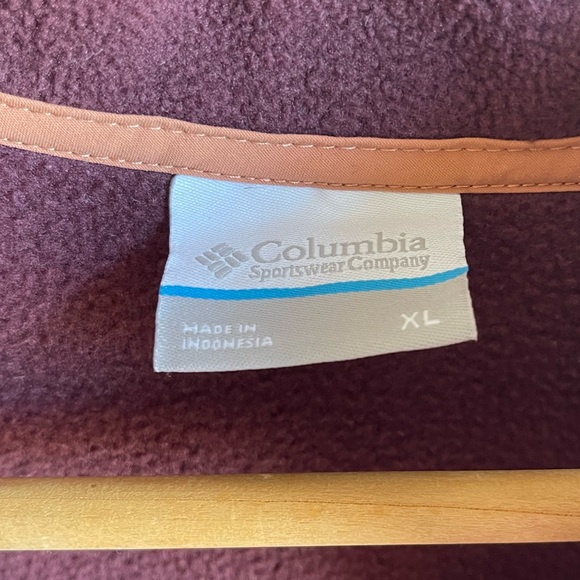 Columbia
Sportswear Company
MADE IN
INDONESIA
XL